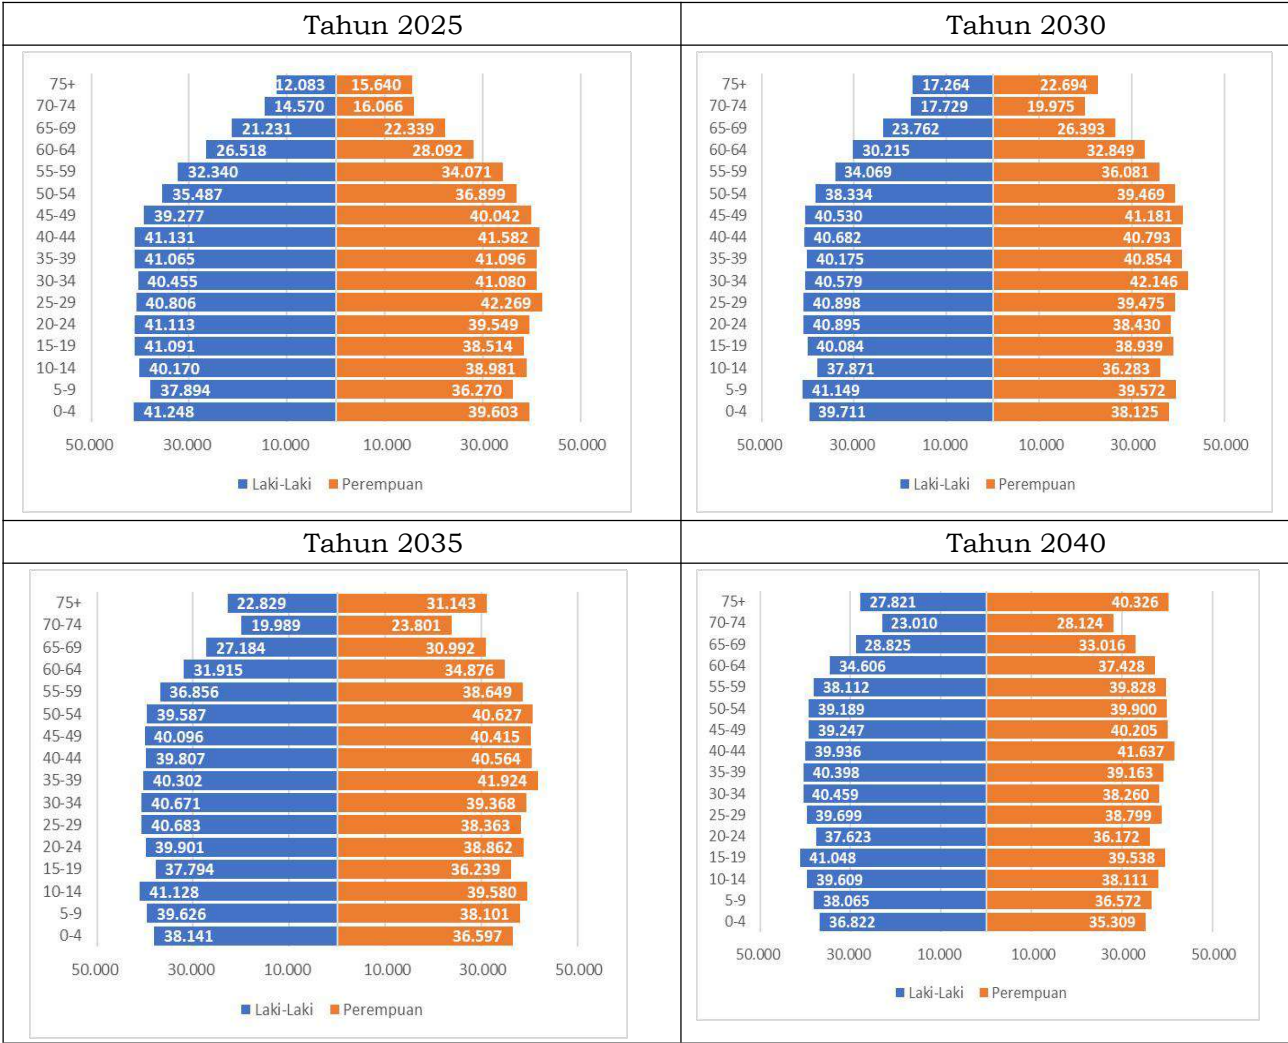 Tahun 2025
75+ 12.083 15.640
70-74 14.570 16.066
65-69 21.231 22.339
60-64 26.518 28.092
55-59 32.340 34.071
50-54 35.487 36.899
45-49 39.277 40.042
40-44 41.131 41.582
35-39 41.065 41.096
30-34 40.455 41.080
25-29 40.806 42.269
20-24 41.113 39.549
15-19 41.091 38.514
10-14 40.170 38.981
5-9 37.894 36.270
0-4 41.248 39.603
50.000 30.000 10.000 10.000 30.000 50.000
Laki-Laki Perempuan
Tahun 2030
75+ 17.264 22.694
70-74 17.729 19.975
65-69 23.762 26.393
60-64 30.215 32.849
55-59 34.069 36.081
50-54 38.334 39.469
45-49 40.530 41.181
40-44 40.682 40.793
35-39 40.175 40.854
30-34 40.579 42.146
25-29 40.898 39.475
20-24 40.895 38.430
15-19 40.084 38.939
10-14 37.871 36.283
5-9 41.149 39.572
0-4 39.711 38.125
50.000 30.000 10.000 10.000 30.000 50.000
Laki-Laki Perempuan
Tahun 2035
75+ 22.829 31.143
70-74 19.989 23.801
65-69 27.184 30.992
60-64 31.915 34.876
55-59 36.856 38.649
50-54 39.587 40.627
45-49 40.096 40.415
40-44 39.807 40.564
35-39 40.302 41.924
30-34 40.671 39.368
25-29 40.683 38.363
20-24 39.901 38.862
15-19 37.794 36.239
10-14 41.128 39.580
5-9 39.626 38.101
0-4 38.141 36.597
50.000 30.000 10.000 10.000 30.000 50.000
Laki-Laki Perempuan
Tahun 2040
75+ 27.821 40.326
70-74 23.010 28.124
65-69 28.825 33.016
60-64 34.606 37.428
55-59 38.112 39.828
50-54 39.189 39.900
45-49 39.247 40.205
40-44 39.936 41.637
35-39 40.398 39.163
30-34 40.459 38.260
25-29 39.699 38.799
20-24 37.623 36.172
15-19 41.048 39.538
10-14 39.609 38.111
5-9 38.065 36.572
0-4 36.822 35.309
50.000 30.000 10.000 10.000 30.000 50.000
Laki-Laki Perempuan